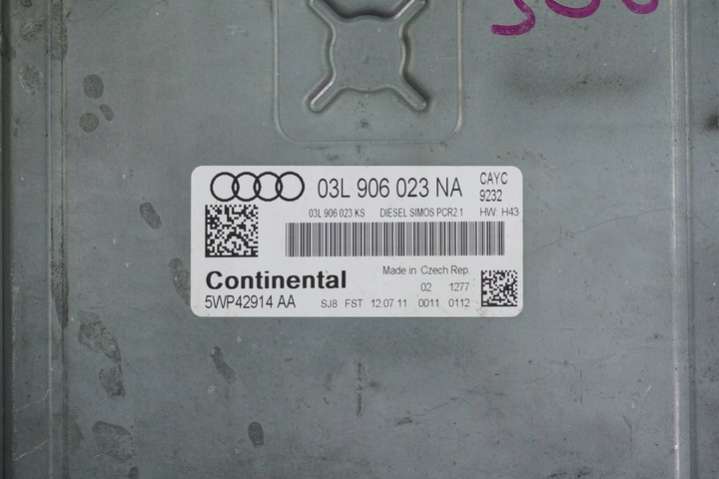 03L 906 023 NA CAYC
9232
03L 906 023 KS DIESEL SIMOS PCR2.1 HW: H43
Continental Made in Czech Rep.
02 1277
5WP42914 AA SJ8 FST 12.07.11 0011 0112